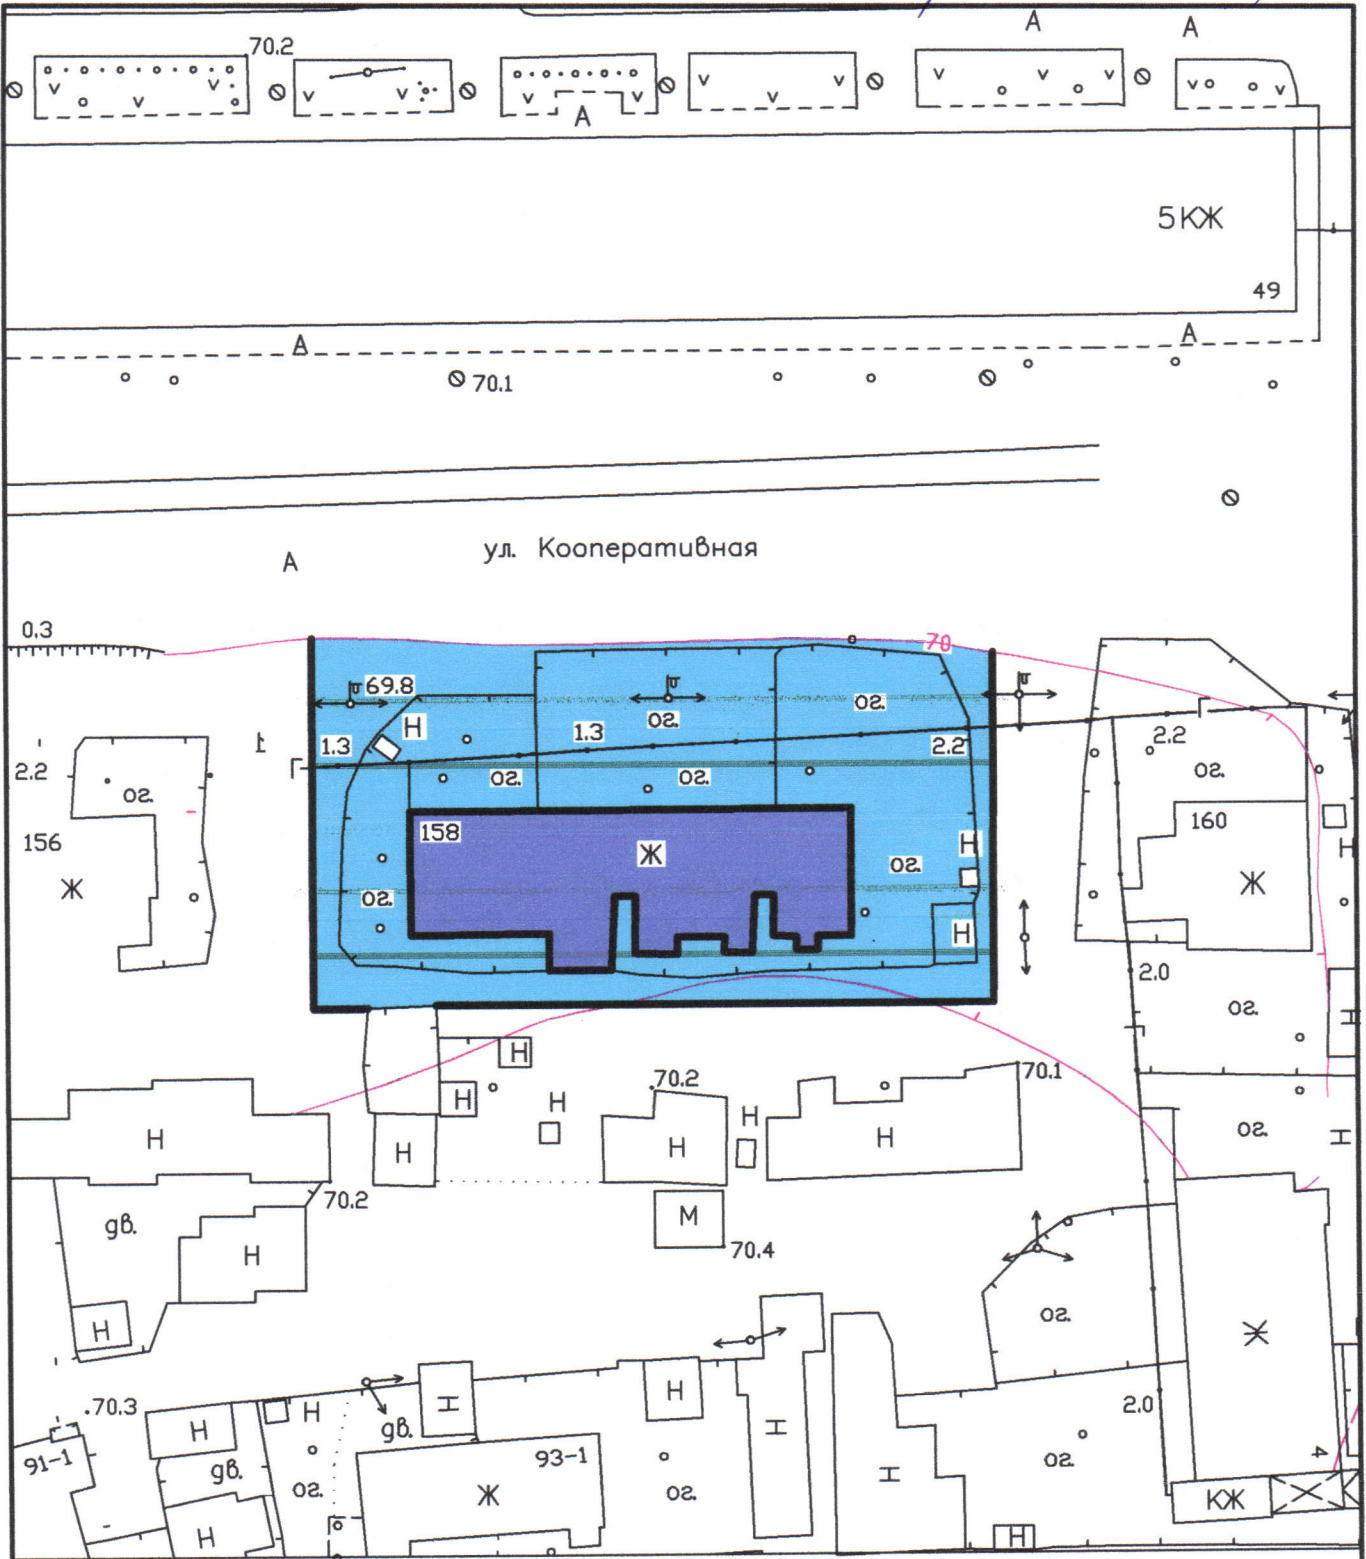 А А
70.2
А
5КЖ
49
А А
70.1
ул. Кооперативная
А
0.3
70
69.8
ог.
Н
ог.
1.3
1.3
2.2
2.2
1
2.2
ог.
ог.
ог.
ог.
156
158
160
Ж
Ж
Ж
Н
ог.
ог.
Н
Н
2.0
ог.
Н
Н
70.2
70.1
Н
Н
Н
Н
Н
Н
Н
ог.
Н
70.2
М
дв.
Н
70.4
ог.
Н
Ж
70.3
Н
Н
Н
Н
2.0
дв.
Н
91-1
дв.
93-1
4
ог.
Ж
ог.
Н
ог.
КЖ
Н
Н